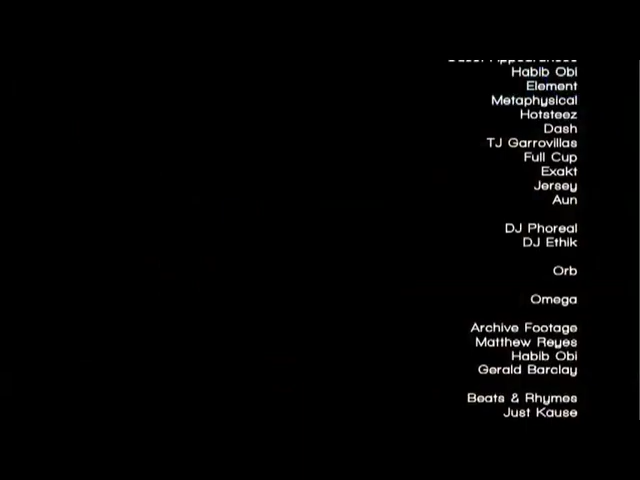 Habib Obi
Element
Metaphysical
Hotsteez
Dash
TJ Garrovillas
Full Cup
Exakt
Jersey
Aun
DJ Phoreal
DJ Ethik
Orb
Omega
Archive Footage
Matthew Reyes
Habib Obi
Gerald Barclay
Beats & Rhymes
Just Kause